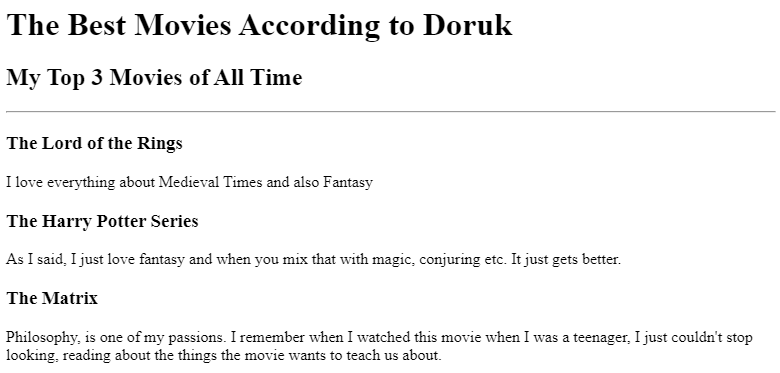 The Best Movies According to Doruk
My Top 3 Movies of All Time
The Lord of the Rings
I love everything about Medieval Times and also Fantasy
The Harry Potter Series
As I said, I just love fantasy and when you mix that with magic, conjuring etc. It just gets better.
The Matrix
Philosophy, is one of my passions. I remember when I watched this movie when I was a teenager, I just couldn't stop
looking, reading about the things the movie wants to teach us about.